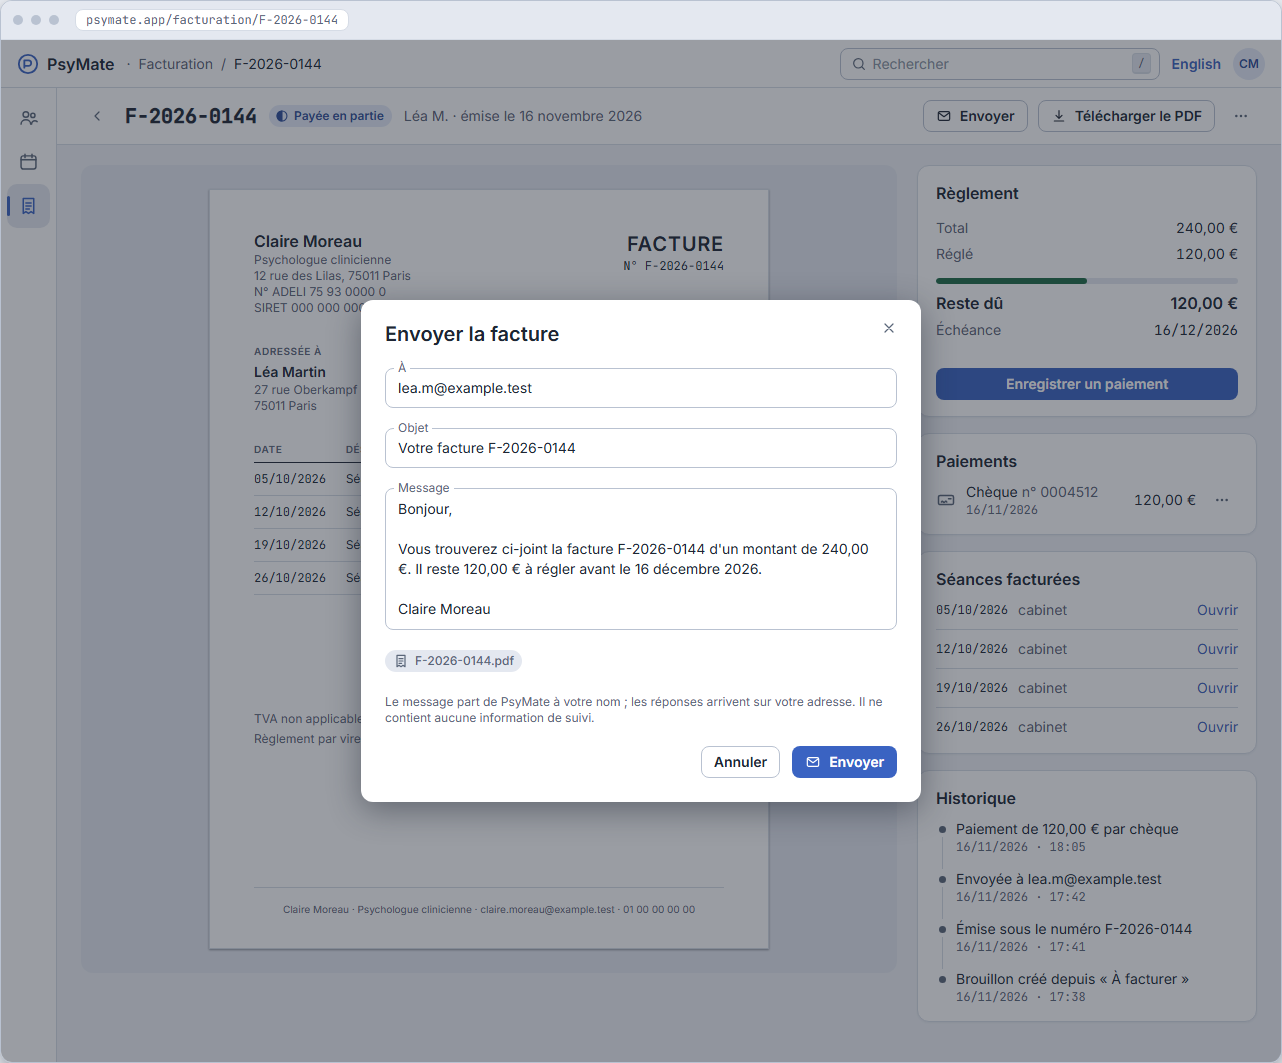 psymate.app/facturation/F-2026-0144
PsyMate · Facturation / F-2026-0144
Rechercher /
English
CM
F-2026-0144
Payée en partie
Léa M. · émise le 16 novembre 2026
Envoyer
Télécharger le PDF
Claire Moreau
Psychologue clinicienne
12 rue des Lilas, 75011 Paris
N° ADELI 75 93 0000 0
SIRET 000 000 00
FACTURE
N° F-2026-0144
ADRESSÉE À
Léa Martin
27 rue Oberkampf
75011 Paris
DATE
05/10/2026
12/10/2026
19/10/2026
26/10/2026
TVA non applicable
Règlement par
Claire Moreau · Psychologue clinicienne · claire.moreau@example.test · 01 00 00 00 00
Envoyer la facture
À
lea.m@example.test
Objet
Votre facture F-2026-0144
Message
Bonjour,
Vous trouverez ci-joint la facture F-2026-0144 d'un montant de 240,00
€. Il reste 120,00 € à régler avant le 16 décembre 2026.
Claire Moreau
F-2026-0144.pdf
Le message part de PsyMate à votre nom ; les réponses arrivent sur votre adresse. Il ne
contient aucune information de suivi.
Annuler
Envoyer
Règlement
Total 240,00 €
Réglé 120,00 €
Reste dû 120,00 €
Échéance 16/12/2026
Enregistrer un paiement
Paiements
Chèque n° 0004512
16/11/2026
120,00 €
Séances facturées
05/10/2026 cabinet Ouvrir
12/10/2026 cabinet Ouvrir
19/10/2026 cabinet Ouvrir
26/10/2026 cabinet Ouvrir
Historique
Paiement de 120,00 € par chèque
16/11/2026 · 18:05
Envoyée à lea.m@example.test
16/11/2026 · 17:42
Émise sous le numéro F-2026-0144
16/11/2026 · 17:41
Brouillon créé depuis « À facturer »
16/11/2026 · 17:38